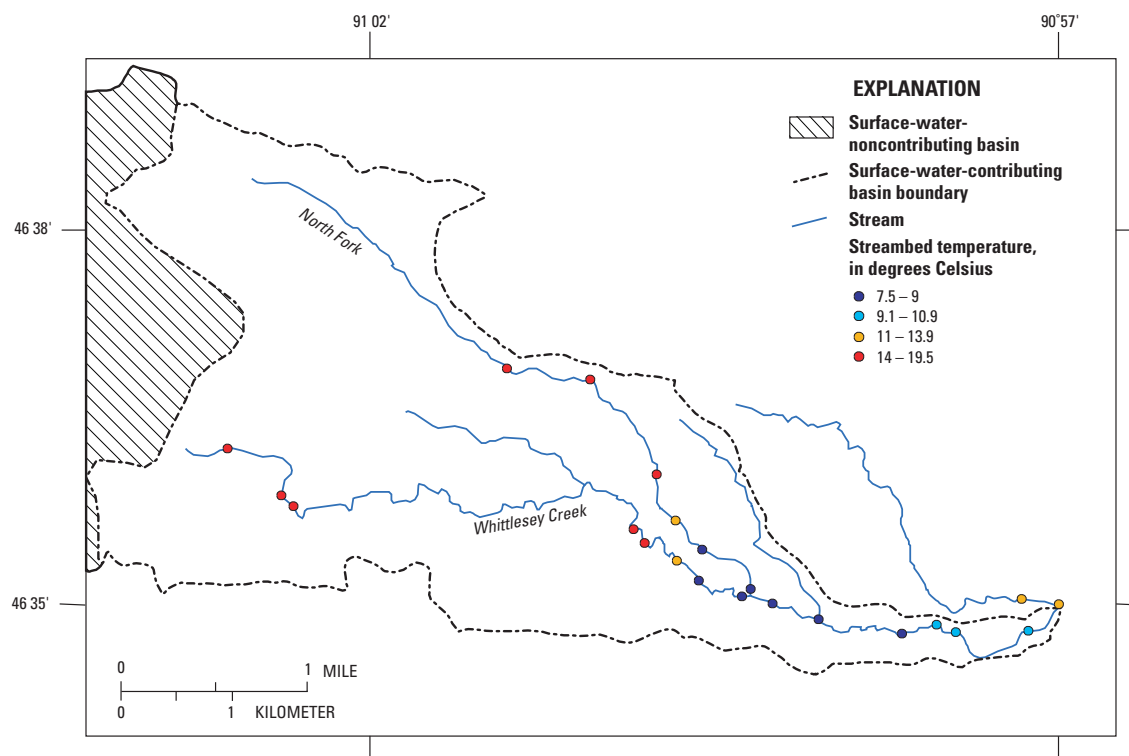 91 02'
90°57'
EXPLANATION
Surface-water-
noncontributing basin
Surface-water-contributing
basin boundary
Stream
Streambed temperature,
in degrees Celsius
7.5 – 9
9.1 – 10.9
11 – 13.9
14 – 19.5
North Fork
46 38'
Whittlesey Creek
46 35'
0 1 MILE
0 1 KILOMETER